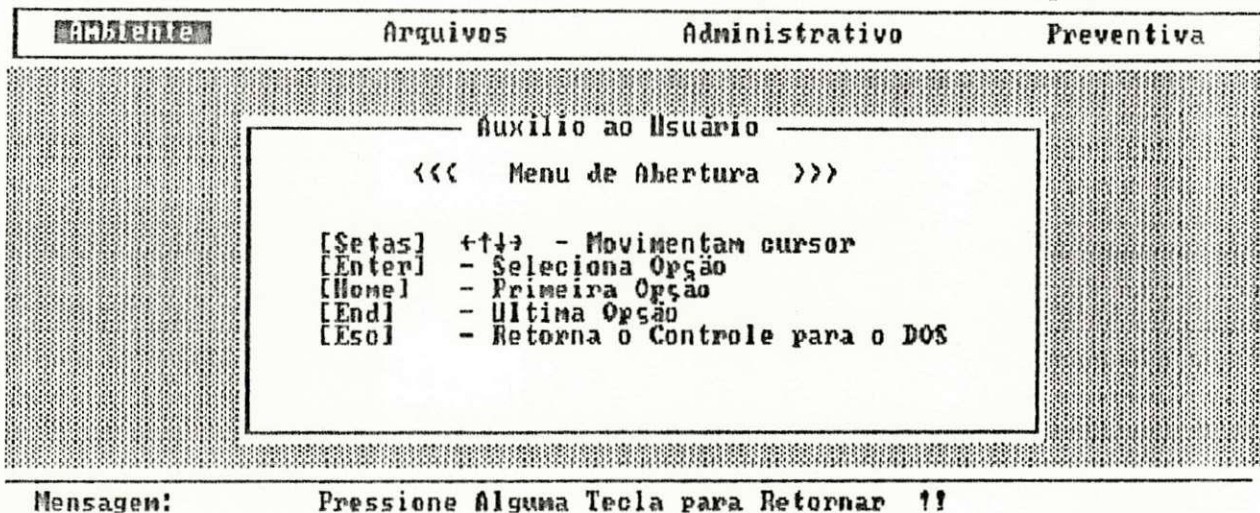 Ambiente Arquivos Administrativo Preventiva
Auxílio ao Usuário
<<< Menu de Abertura >>>
[Setas] ←↑↓→ - Movimentam cursor
[Enter] - Seleciona Opção
[Home] - Primeira Opção
[End] - Ultima Opção
[Esc] - Retorna o Controle para o DOS
Mensagem: Pressione Alguma Tecla para Retornar !!